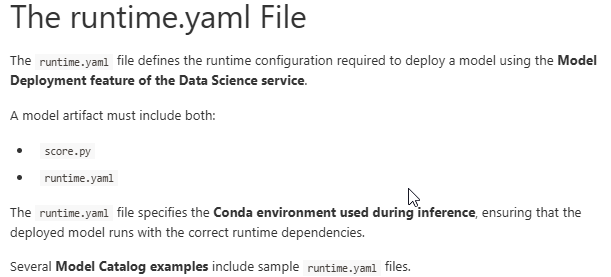 The runtime.yaml File
The runtime.yaml file defines the runtime configuration required to deploy a model using the Model
Deployment feature of the Data Science service.
A model artifact must include both:
• score.py
• runtime.yaml
The runtime.yaml file specifies the Conda environment used during inference, ensuring that the
deployed model runs with the correct runtime dependencies.
Several Model Catalog examples include sample runtime.yaml files.